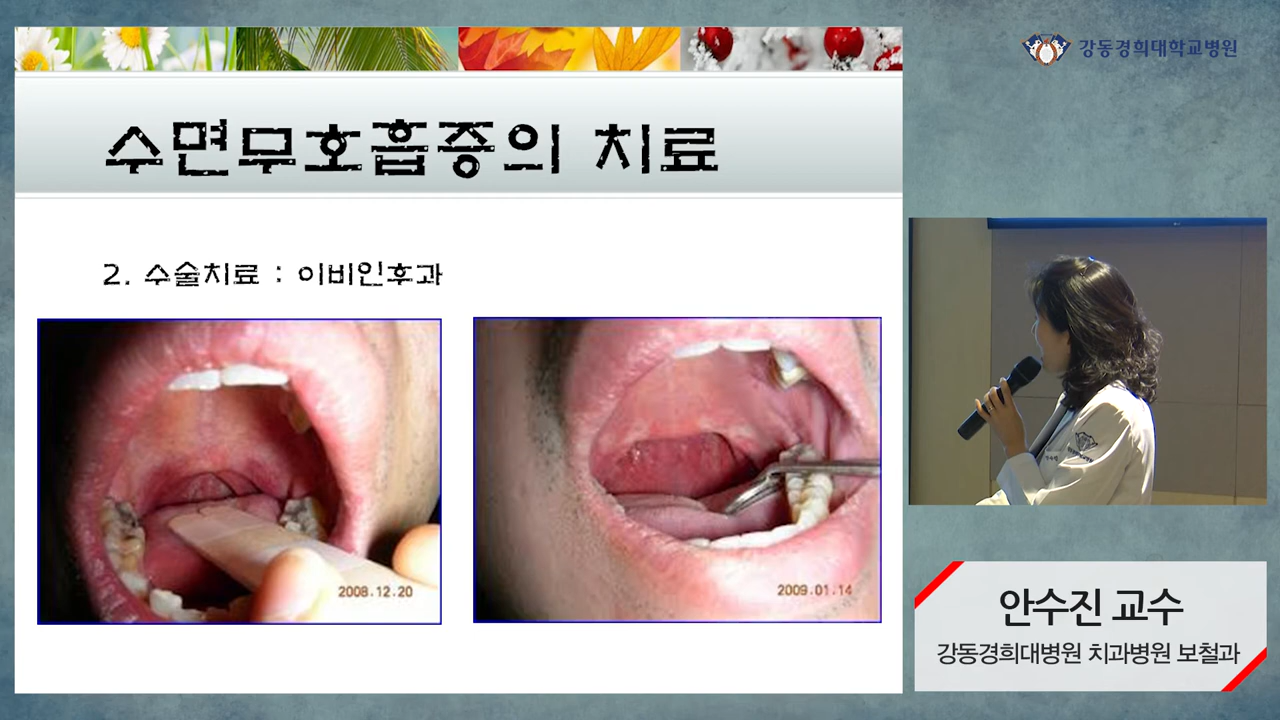 강동경희대학교병원
수면무호흡증의 치료
2. 수술치료 : 이비인후과
2008.12.20
2009.01.14
안수진 교수
강동경희대병원 치과병원 보철과